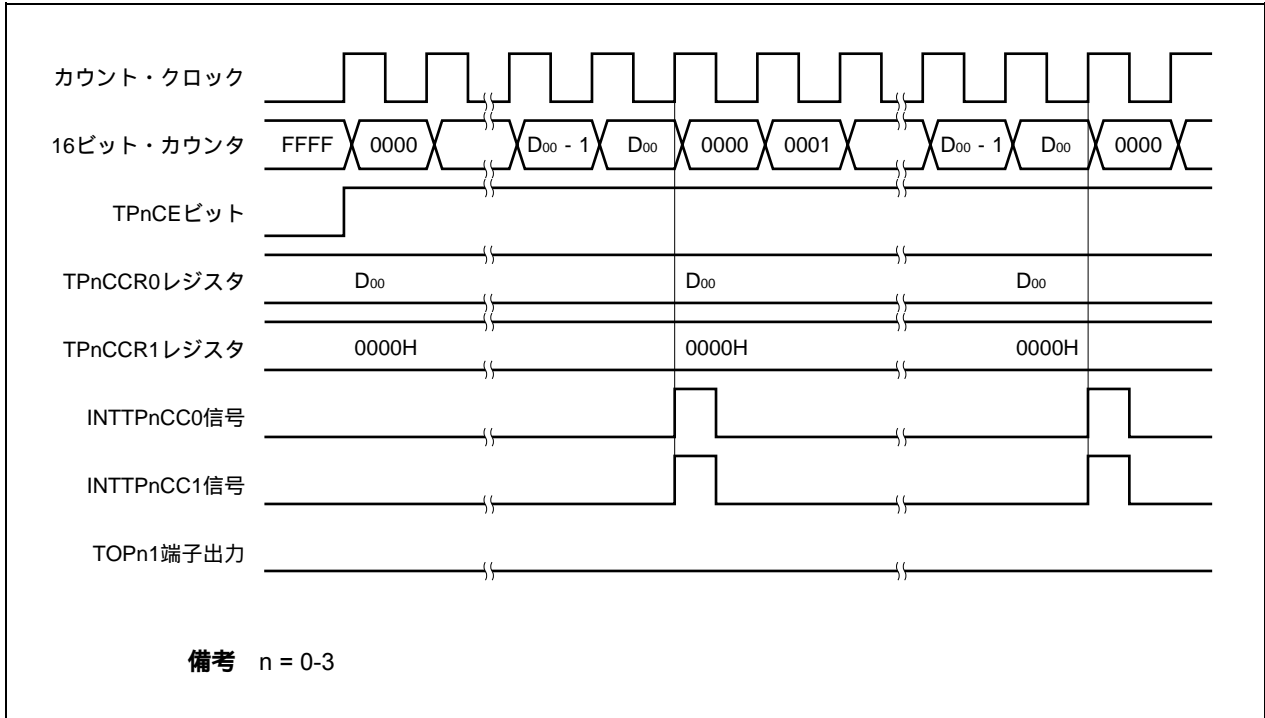 カウント・クロック
16ビット・カウンタ FFFF 0000 D00 - 1 D00 0000 0001 D00 - 1 D00 0000
TPnCEビット
TPnCCR0レジスタ D00 D00 D00
TPnCCR1レジスタ 0000H 0000H 0000H
INTTPnCC0信号
INTTPnCC1信号
TOPn1端子出力
備考 n = 0-3